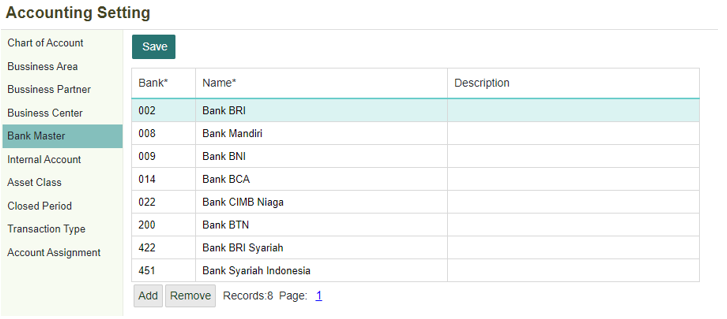 Accounting Setting
Chart of Account
Bussiness Area
Bussiness Partner
Business Center
Bank Master
Internal Account
Asset Class
Closed Period
Transaction Type
Account Assignment
Save
Bank* Name* Description
002 Bank BRI
008 Bank Mandiri
009 Bank BNI
014 Bank BCA
022 Bank CIMB Niaga
200 Bank BTN
422 Bank BRI Syariah
451 Bank Syariah Indonesia
Add Remove Records:8 Page: 1